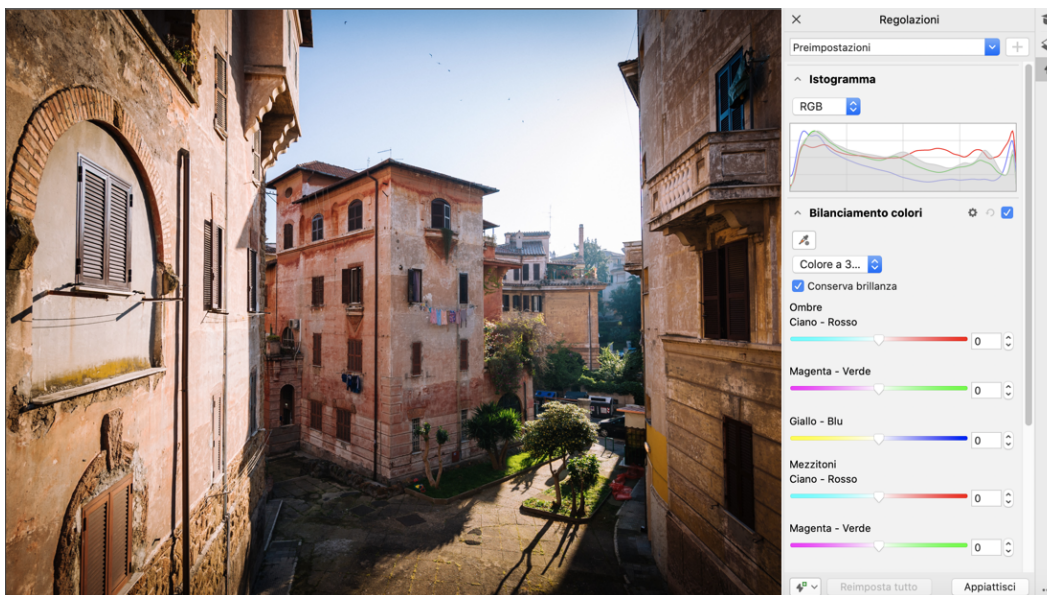 Regolazioni
Preimpostazioni
Istogramma
RGB
Bilanciamento colori
Colore a 3...
Conserva brillanza
Ombre
Ciano - Rosso
0
Magenta - Verde
0
Giallo - Blu
0
Mezzitoni
Ciano - Rosso
0
Magenta - Verde
0
Reimposta tutto
Appiattisci